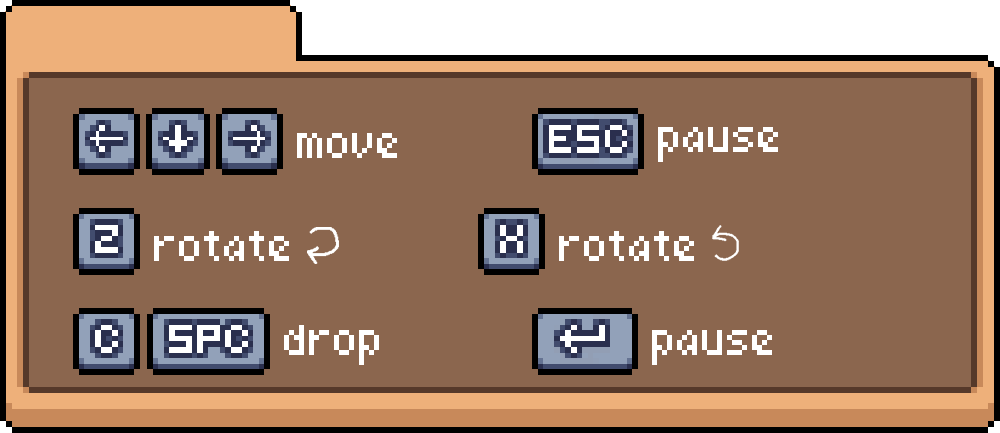 ← ↓ → move ESC pause
Z rotate X rotate
C SPC drop ↵ pause